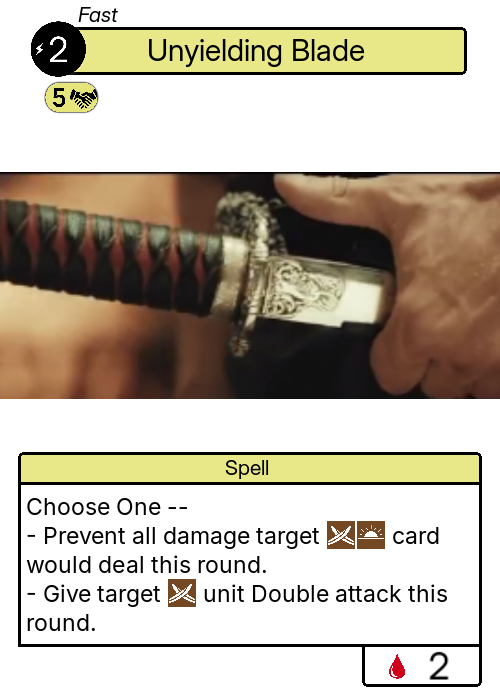 Fast
2
Unyielding Blade
5
Spell
Choose One --
- Prevent all damage target card
would deal this round.
- Give target unit Double attack this
round.
2